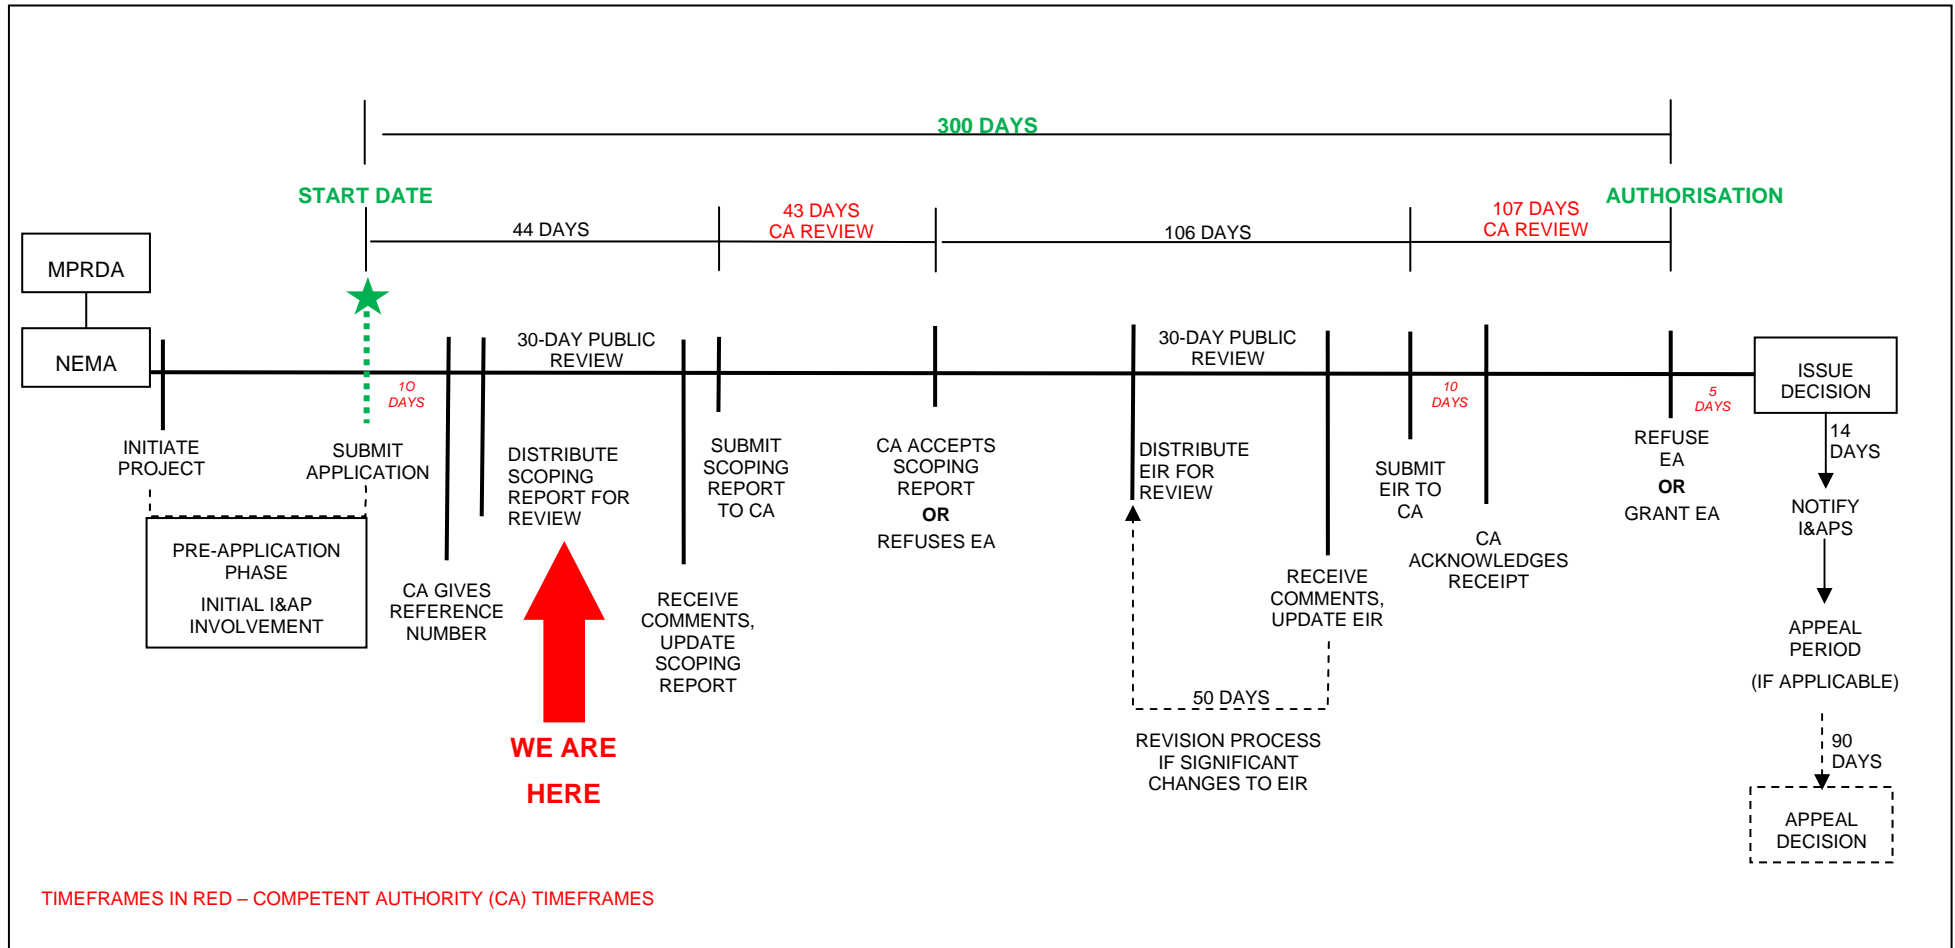 300 DAYS
START DATE
AUTHORISATION
44 DAYS
43 DAYS
CA REVIEW
106 DAYS
107 DAYS
CA REVIEW
MPRDA
NEMA
10
DAYS
30-DAY PUBLIC
REVIEW
30-DAY PUBLIC
REVIEW
10
DAYS
5
DAYS
ISSUE
DECISION
INITIATE
PROJECT
SUBMIT
APPLICATION
PRE-APPLICATION
PHASE
INITIAL I&AP
INVOLVEMENT
CA GIVES
REFERENCE
NUMBER
DISTRIBUTE
SCOPING
REPORT FOR
REVIEW
WE ARE
HERE
RECEIVE
COMMENTS,
UPDATE
SCOPING
REPORT
SUBMIT
SCOPING
REPORT
TO CA
CA ACCEPTS
SCOPING
REPORT
OR
REFUSES EA
DISTRIBUTE
EIR FOR
REVIEW
50 DAYS
REVISION PROCESS
IF SIGNIFICANT
CHANGES TO EIR
RECEIVE
COMMENTS,
UPDATE EIR
SUBMIT
EIR TO
CA
CA
ACKNOWLEDGES
RECEIPT
REFUSE
EA
OR
GRANT EA
14
DAYS
NOTIFY
I&APS
APPEAL
PERIOD
(IF APPLICABLE)
90
DAYS
APPEAL
DECISION
TIMEFRAMES IN RED – COMPETENT AUTHORITY (CA) TIMEFRAMES